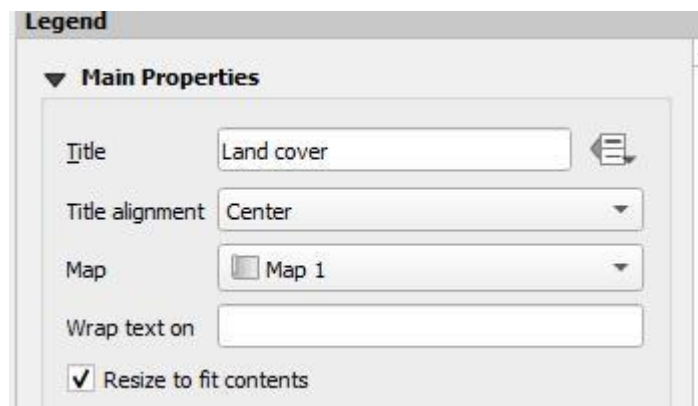 Legend
Main Properties
Title Land cover
Title alignment Center
Map Map 1
Wrap text on
Resize to fit contents